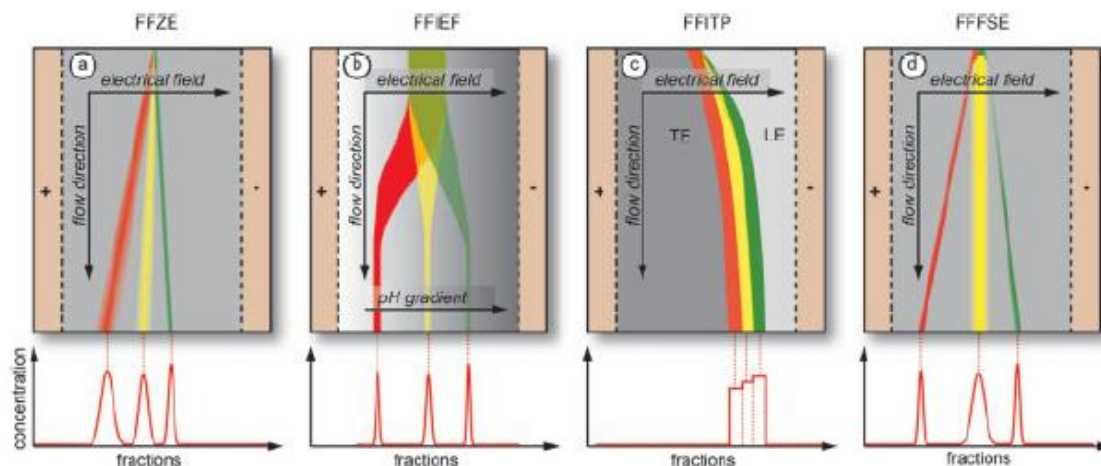 FFZE
FFIEF
FFITP
FFFSE
a
electrical field
flow direction
+
-
b
electrical field
flow direction
+
-
pH gradient
c
electrical field
flow direction
TE
LE
+
-
d
electrical field
flow direction
+
-
concentration
fractions
fractions
fractions
fractions